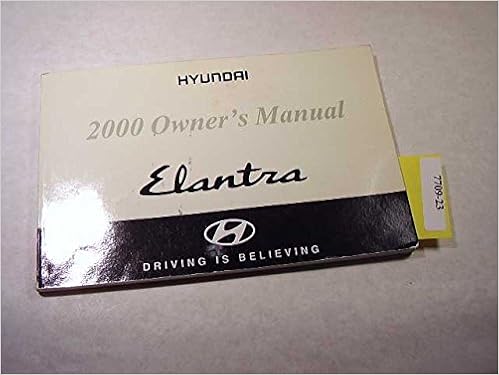 HYUNDAI
2000 Owner's Manual
Elantra
DRIVING IS BELIEVING
7709-23